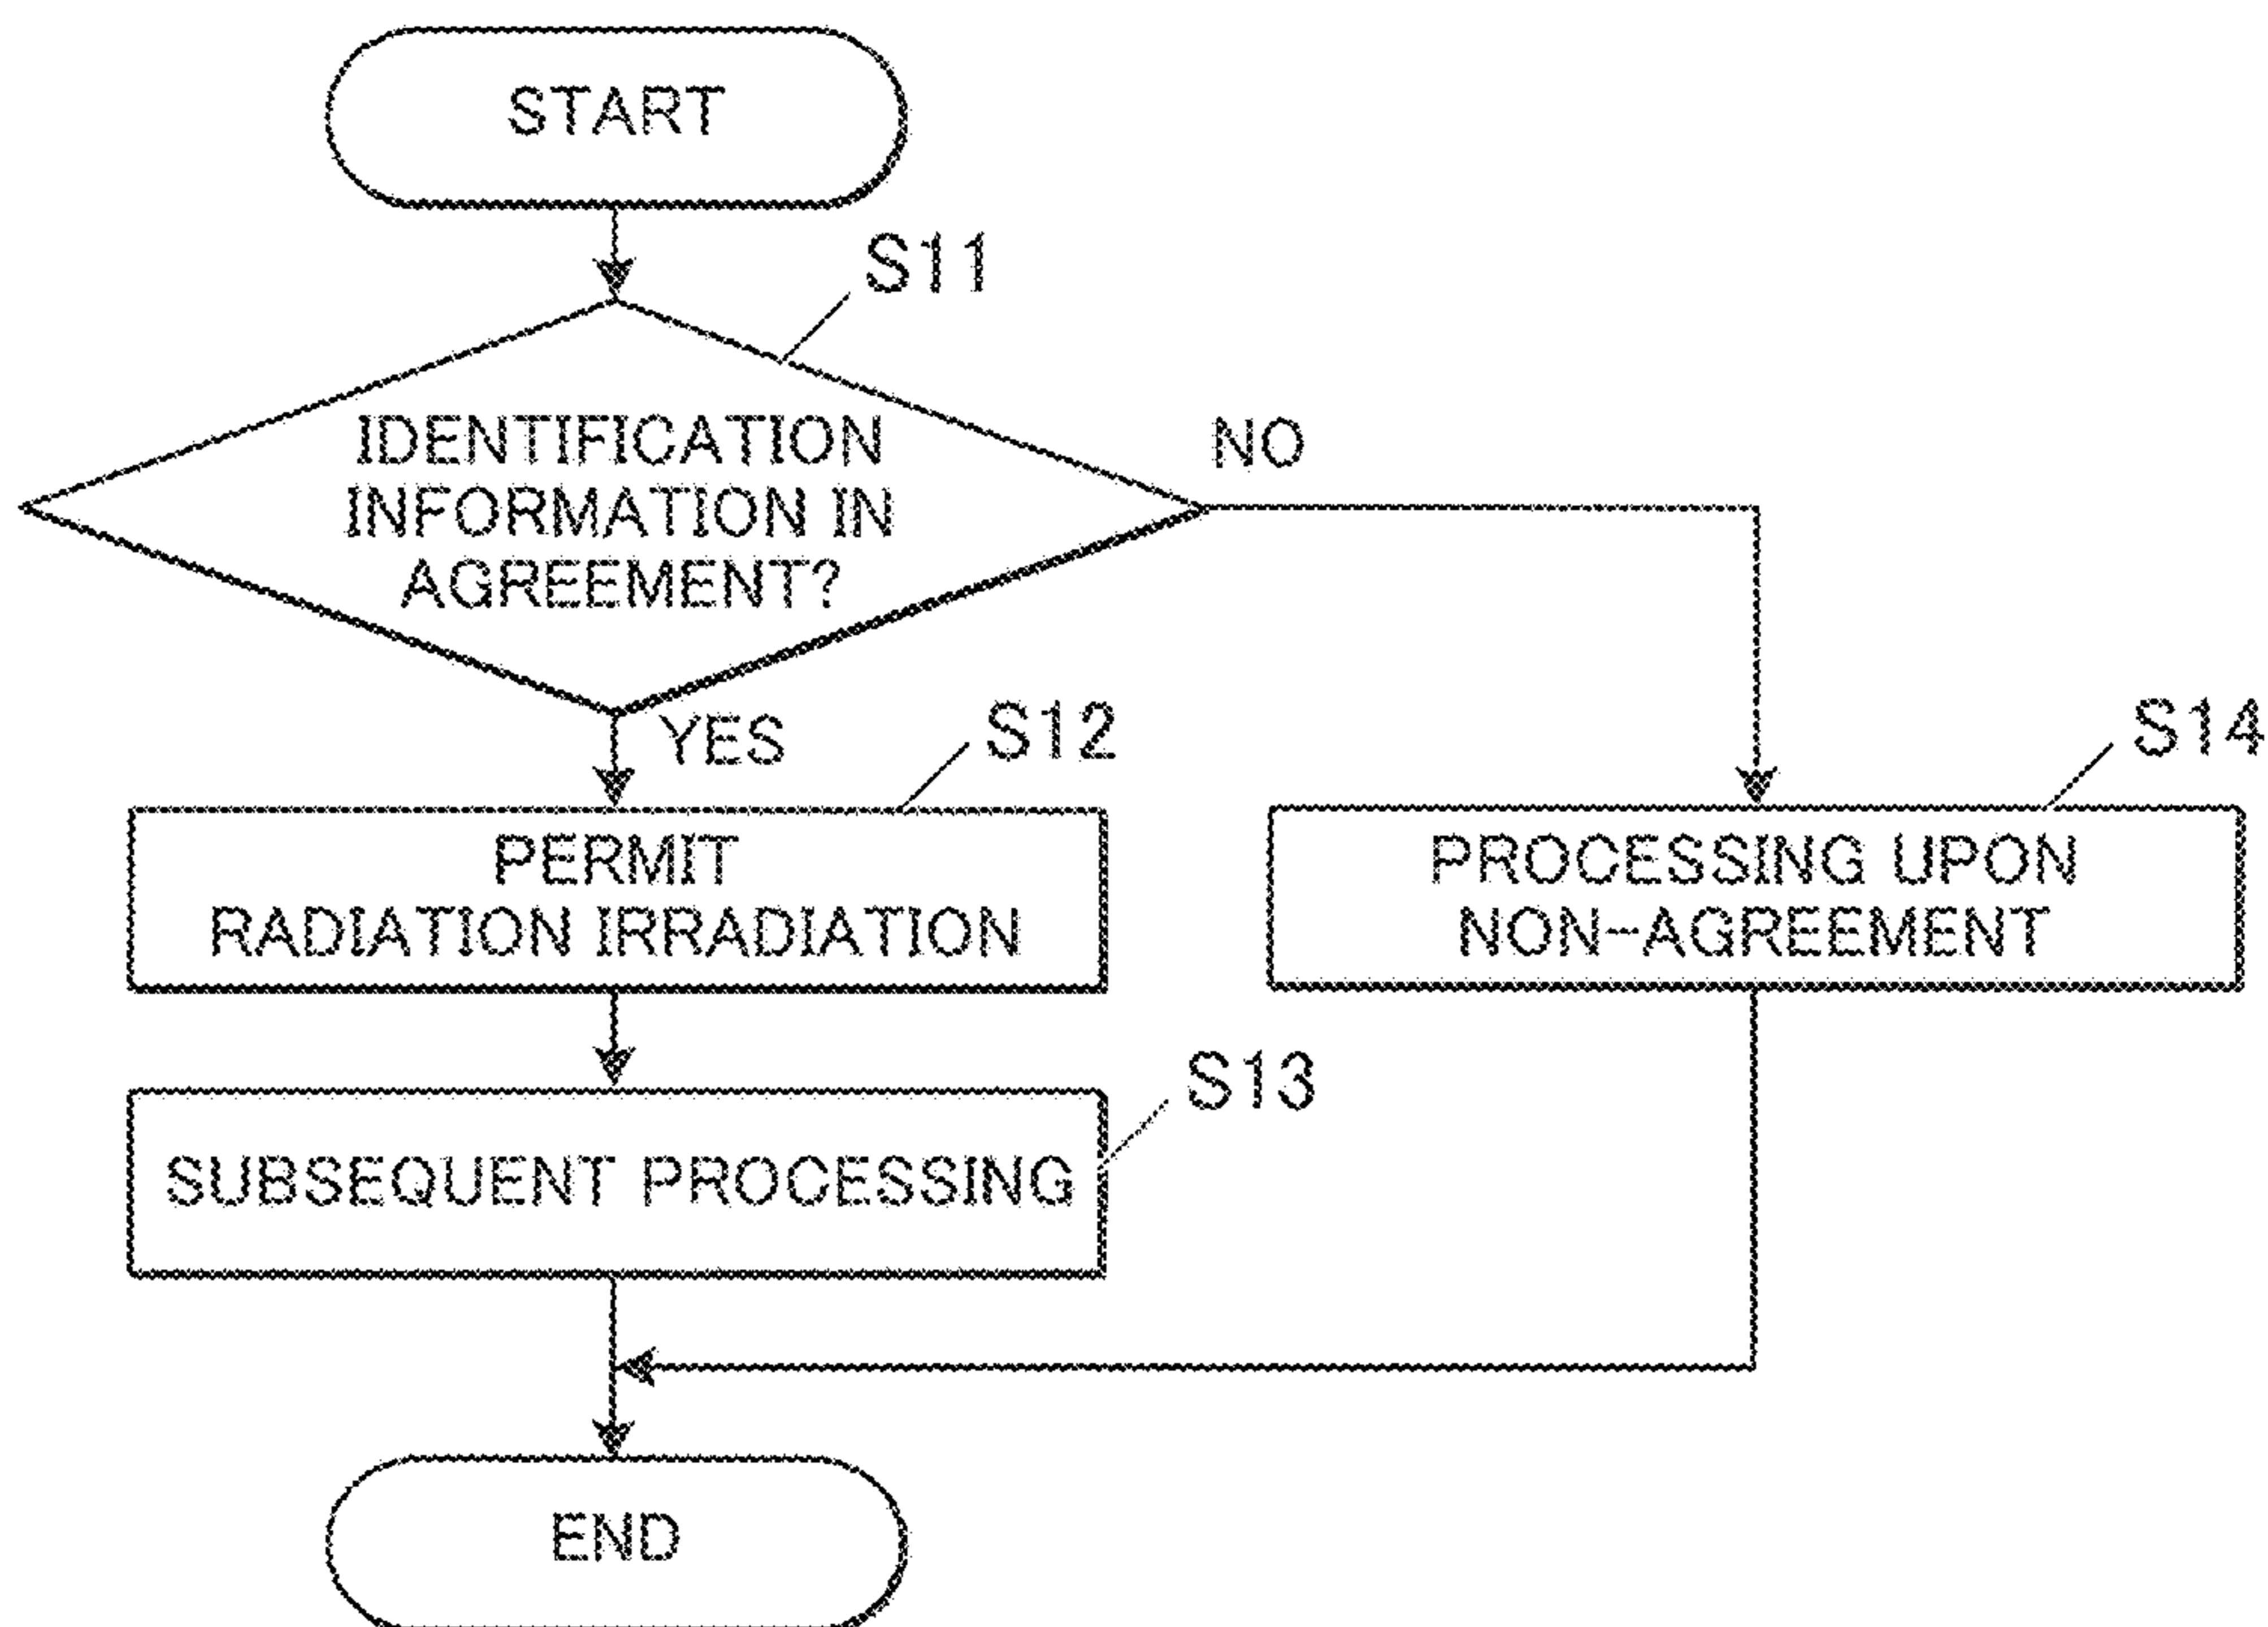 START
S11
IDENTIFICATION
INFORMATION IN
AGREEMENT?
NO
YES
S12
PERMIT
RADIATION IRRADIATION
S14
PROCESSING UPON
NON-AGREEMENT
S13
SUBSEQUENT PROCESSING
END